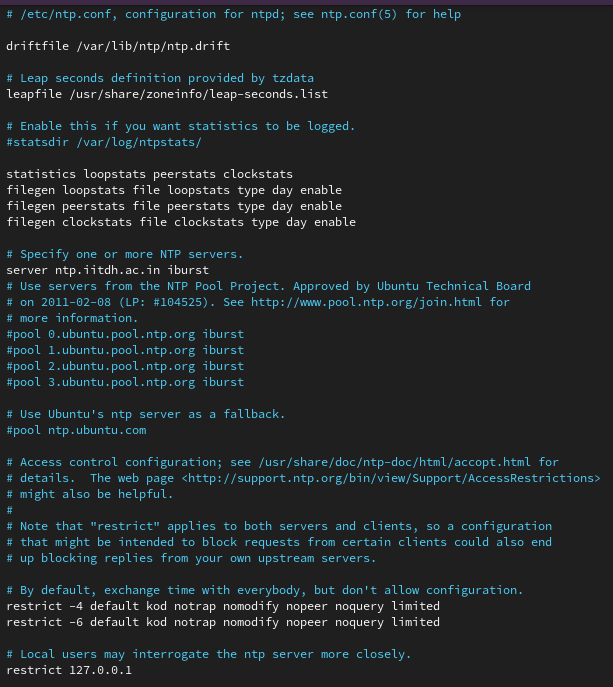 # /etc/ntp.conf, configuration for ntpd; see ntp.conf(5) for help
driftfile /var/lib/ntp/ntp.drift
# Leap seconds definition provided by tzdata
leapfile /usr/share/zoneinfo/leap-seconds.list
# Enable this if you want statistics to be logged.
#statsdir /var/log/ntpstats/
statistics loopstats peerstats clockstats
filegen loopstats file loopstats type day enable
filegen peerstats file peerstats type day enable
filegen clockstats file clockstats type day enable
# Specify one or more NTP servers.
server ntp.iitdh.ac.in iburst
# Use servers from the NTP Pool Project. Approved by Ubuntu Technical Board
# on 2011-02-08 (LP: #104525). See http://www.pool.ntp.org/join.html for
# more information.
#pool 0.ubuntu.pool.ntp.org iburst
#pool 1.ubuntu.pool.ntp.org iburst
#pool 2.ubuntu.pool.ntp.org iburst
#pool 3.ubuntu.pool.ntp.org iburst
# Use Ubuntu's ntp server as a fallback.
#pool ntp.ubuntu.com
# Access control configuration; see /usr/share/doc/ntp-doc/html/accopt.html for
# details.  The web page <http://support.ntp.org/bin/view/Support/AccessRestrictions>
# might also be helpful.
#
# Note that "restrict" applies to both servers and clients, so a configuration
# that might be intended to block requests from certain clients could also end
# up blocking replies from your own upstream servers.
# By default, exchange time with everybody, but don't allow configuration.
restrict -4 default kod notrap nomodify nopeer noquery limited
restrict -6 default kod notrap nomodify nopeer noquery limited
# Local users may interrogate the ntp server more closely.
restrict 127.0.0.1